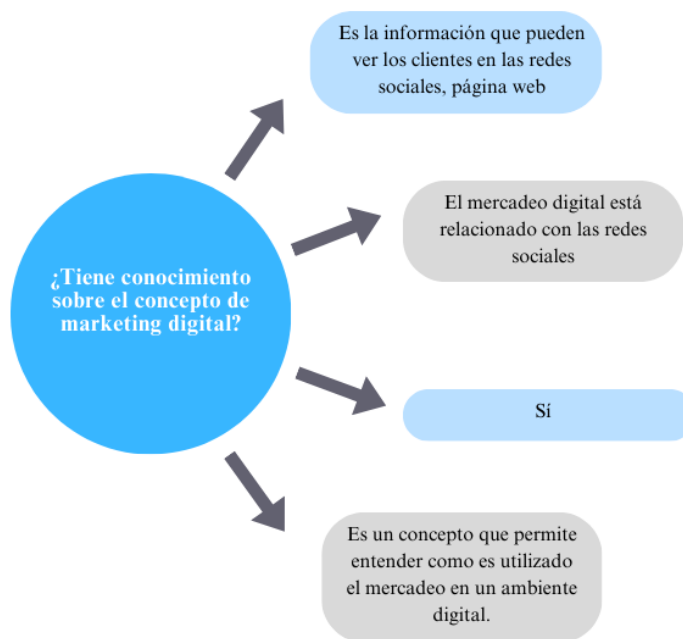 ¿Tiene conocimiento
sobre el concepto de
marketing digital?
Es la información que pueden
ver los clientes en las redes
sociales, página web
El mercadeo digital está
relacionado con las redes
sociales
Sí
Es un concepto que permite
entender como es utilizado
el mercadeo en un ambiente
digital.